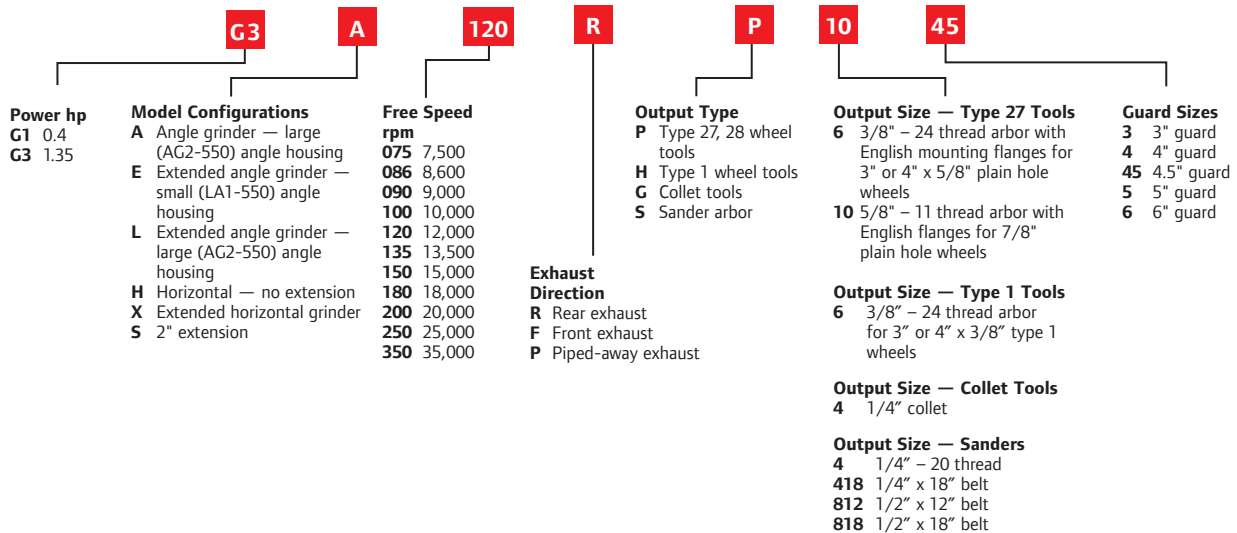 G3 A 120 R P 10 45
Power hp
G1 0.4
G3 1.35
Model Configurations
A Angle grinder — large
(AG2-550) angle housing
E Extended angle grinder —
small (LA1-550) angle
housing
L Extended angle grinder —
large (AG2-550) angle
housing
H Horizontal — no extension
X Extended horizontal grinder
S 2" extension
Free Speed
rpm
075 7,500
086 8,600
090 9,000
100 10,000
120 12,000
135 13,500
150 15,000
180 18,000
200 20,000
250 25,000
350 35,000
Exhaust
Direction
R Rear exhaust
F Front exhaust
P Piped-away exhaust
Output Type
P Type 27, 28 wheel
tools
H Type 1 wheel tools
G Collet tools
S Sander arbor
Output Size — Type 27 Tools
6 3/8" – 24 thread arbor with
English mounting flanges for
3" or 4" x 5/8" plain hole
wheels
10 5/8" – 11 thread arbor with
English flanges for 7/8"
plain hole wheels
Output Size — Type 1 Tools
6 3/8″ – 24 thread arbor
for 3″ or 4″ x 3/8″ type 1
wheels
Output Size — Collet Tools
4 1/4″ collet
Output Size — Sanders
4 1/4″ – 20 thread
418 1/4″ x 18″ belt
812 1/2″ x 12″ belt
818 1/2″ x 18″ belt
Guard Sizes
3 3" guard
4 4" guard
45 4.5" guard
5 5" guard
6 6" guard